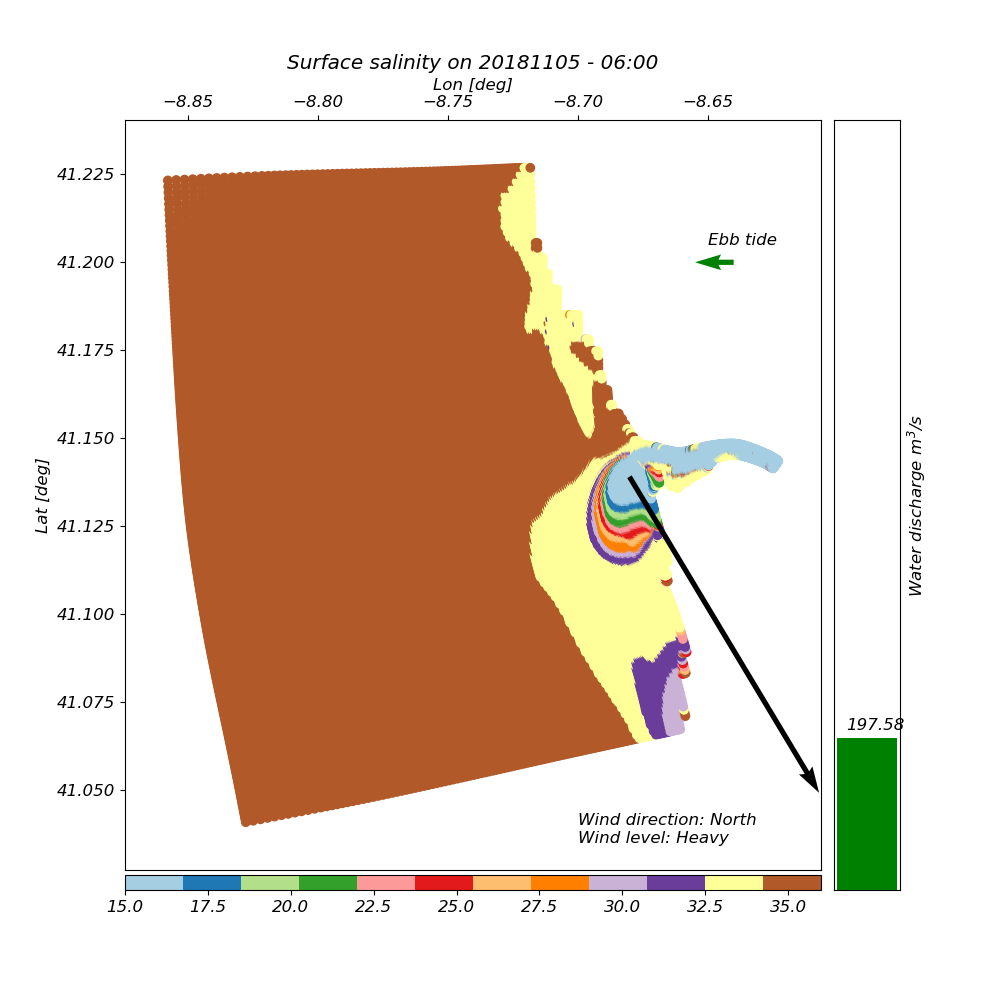 Surface salinity on 20181105 - 06:00
Lon [deg]
−8.85 −8.80 −8.75 −8.70 −8.65
41.225
41.200
41.175
41.150
41.125
41.100
41.075
41.050
Lat [deg]
Ebb tide
Wind direction: North
Wind level: Heavy
15.0 17.5 20.0 22.5 25.0 27.5 30.0 32.5 35.0
197.58
Water discharge m³/s